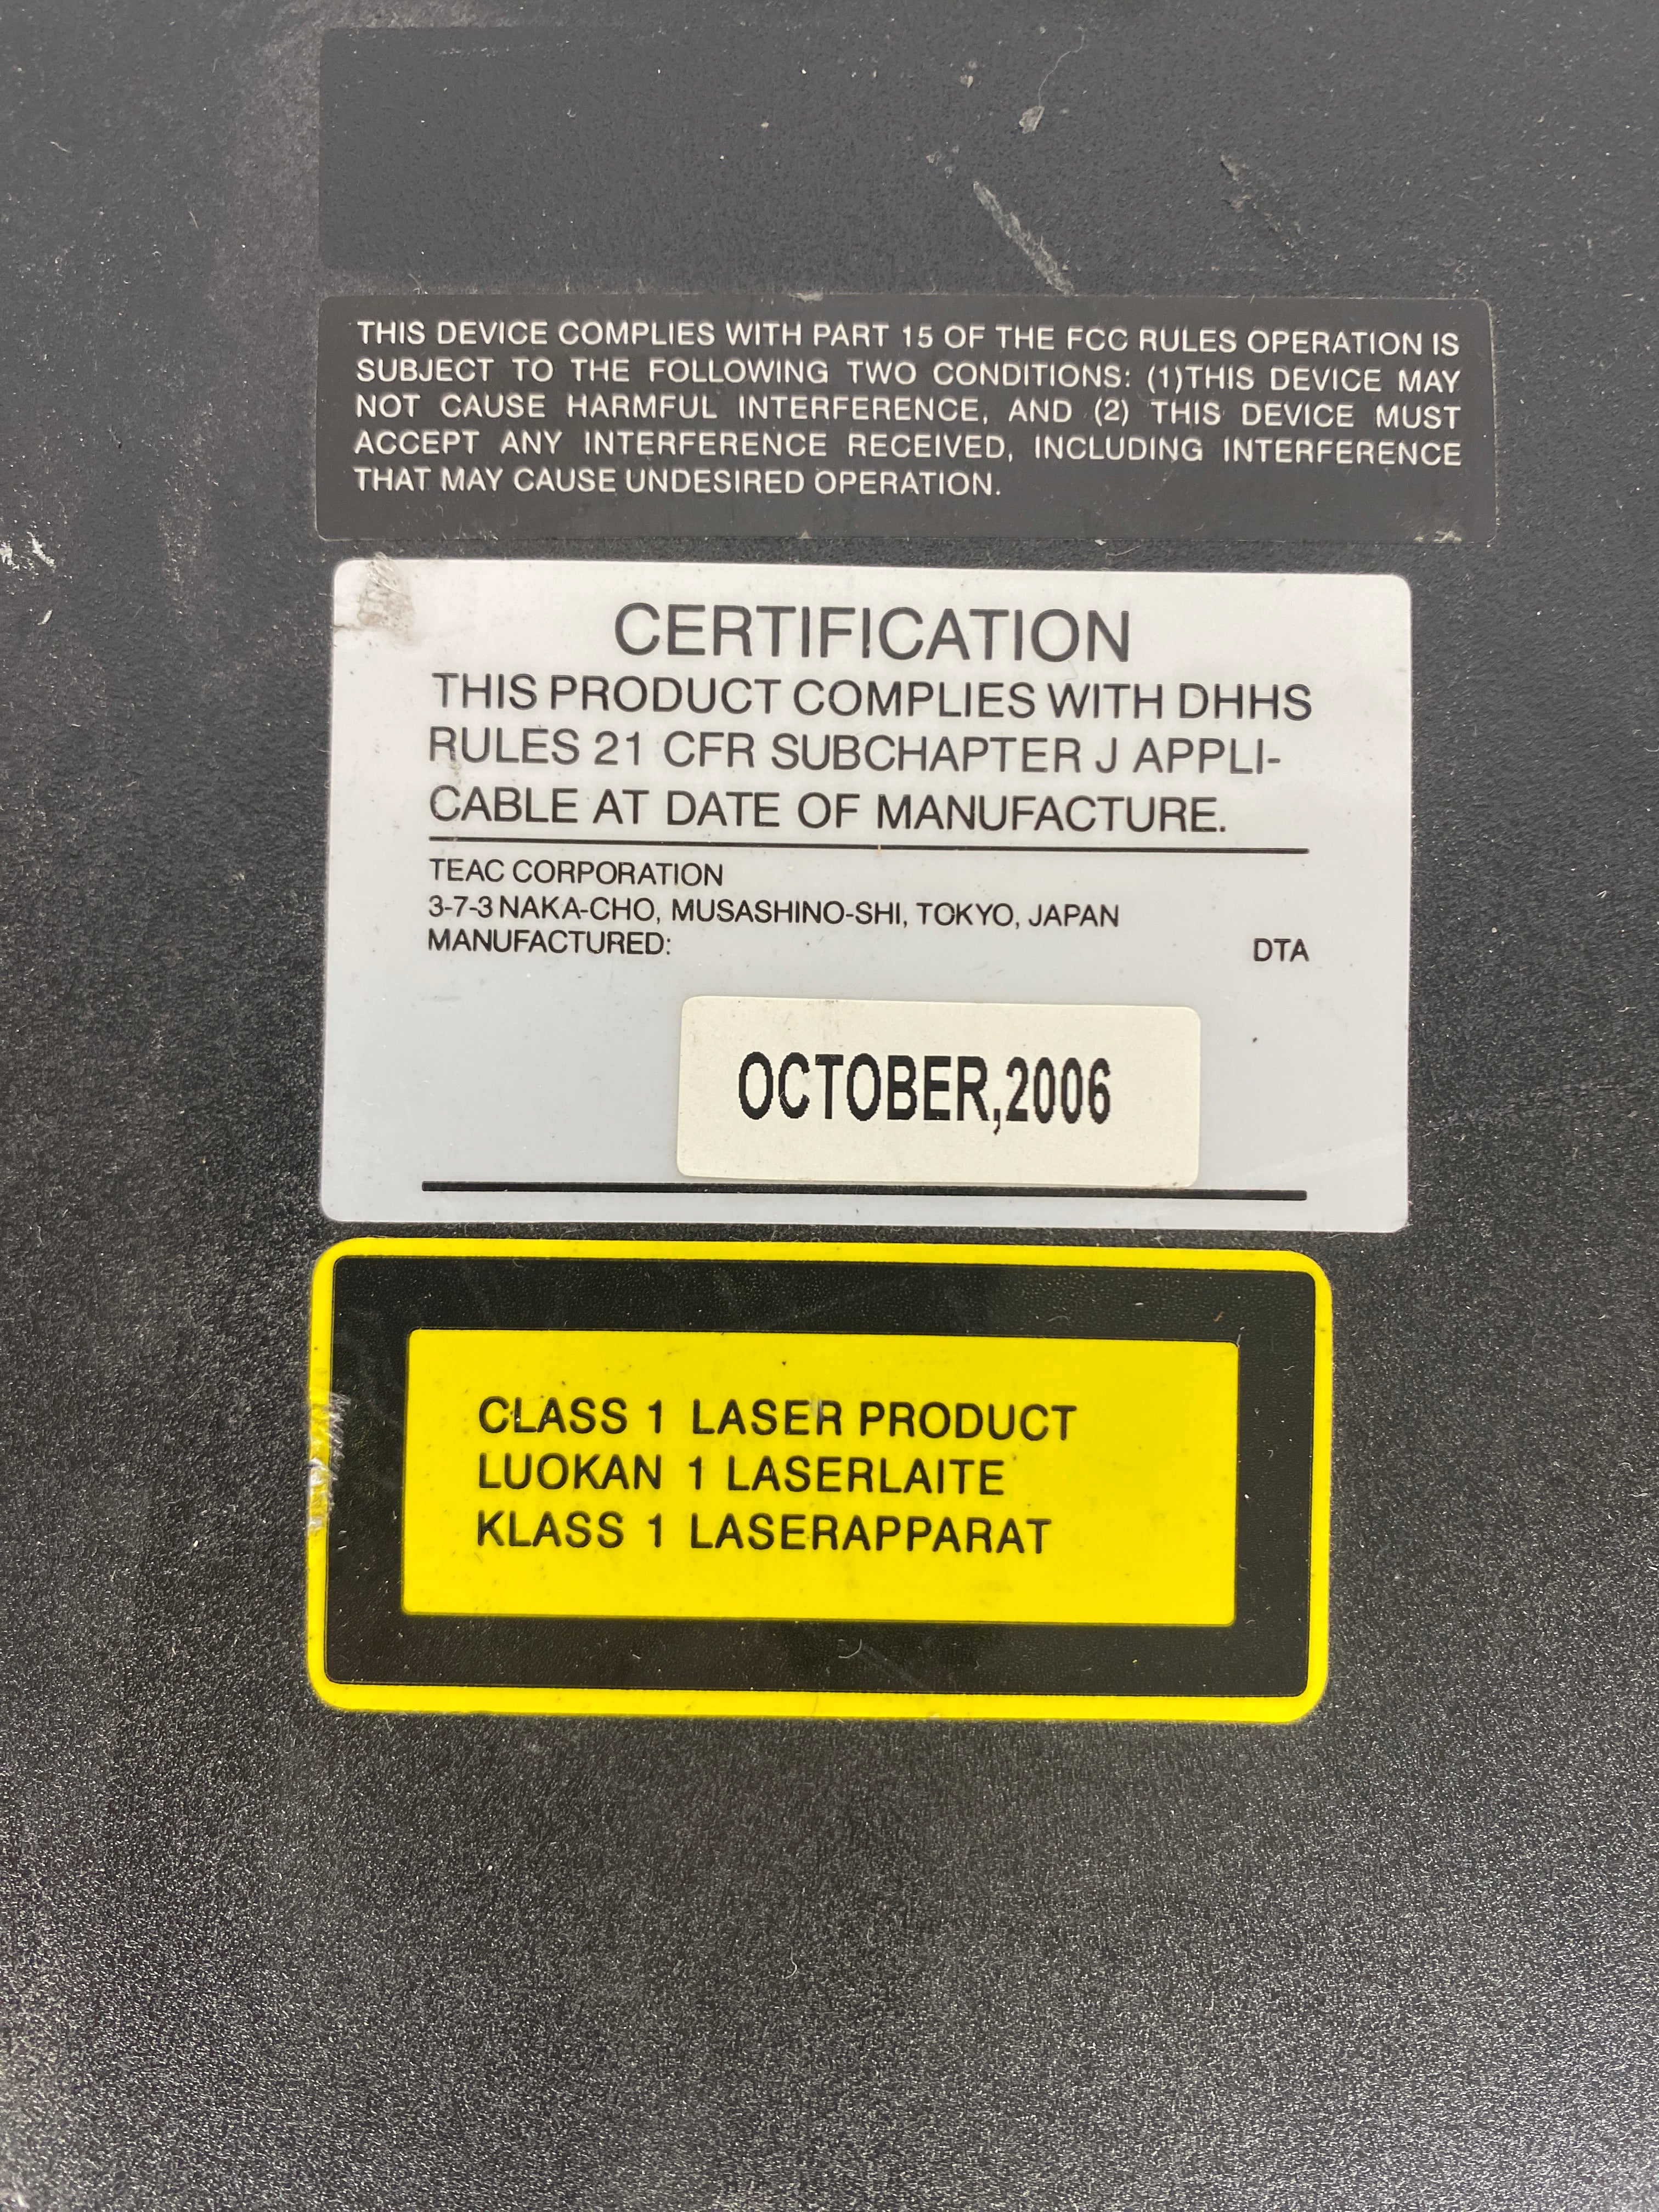 THIS DEVICE COMPLIES WITH PART 15 OF THE FCC RULES OPERATION IS
SUBJECT TO THE FOLLOWING TWO CONDITIONS: (1)THIS DEVICE MAY
NOT CAUSE HARMFUL INTERFERENCE, AND (2) THIS DEVICE MUST
ACCEPT ANY INTERFERENCE RECEIVED, INCLUDING INTERFERENCE
THAT MAY CAUSE UNDESIRED OPERATION.
CERTIFICATION
THIS PRODUCT COMPLIES WITH DHHS
RULES 21 CFR SUBCHAPTER J APPLI-
CABLE AT DATE OF MANUFACTURE.
TEAC CORPORATION
3-7-3 NAKA-CHO, MUSASHINO-SHI, TOKYO, JAPAN
MANUFACTURED: DTA
OCTOBER,2006
CLASS 1 LASER PRODUCT
LUOKAN 1 LASERLAITE
KLASS 1 LASERAPPARAT